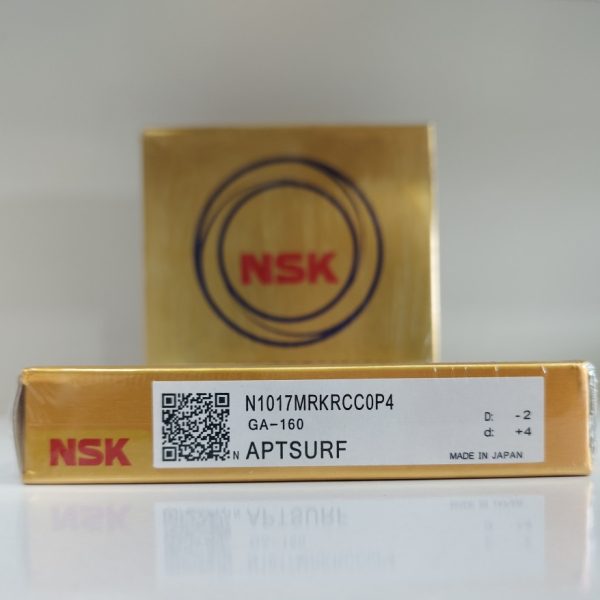 NSK
NSK
N1017MRKRCC0P4
GA-160
N APTSURF
D: -2
d: +4
MADE IN JAPAN